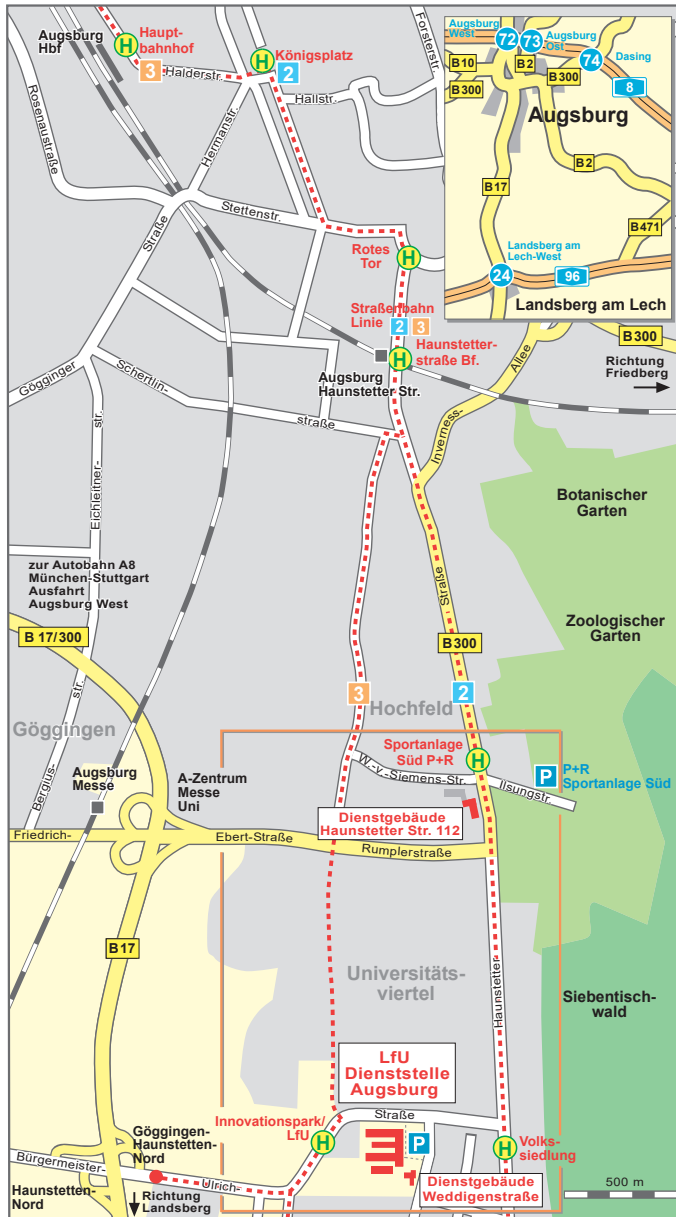 Augsburg
Hbf
H
Haupt-
bahnhof
3
Halderstr.
H
Königsplatz
2
Hallstr.
Forsterstr.
Rosenaustraße
Hermanstr.
Augsburg
West
72
73
Augsburg
Ost
74
Dasing
B10
B2
B300
B300
8
Augsburg
B2
B17
B471
Landsberg am
Lech-West
24
96
Landsberg am Lech
Stettenstr.
Straße
Rotes
Tor
H
Straßenbahn
Linie
2
3
Haunstetter-
straße Bf.
H
Augsburg
Haunstetter Str.
B300
Richtung
Friedberg
Allee
Inverness-
Gögginger
Schertlin-
straße
Eichleitner-
str.
Botanischer
Garten
zur Autobahn A8
München-Stuttgart
Ausfahrt
Augsburg West
B 17/300
Straße
Zoologischer
Garten
B300
3
2
Hochfeld
Göggingen
str.
Bergius-
Sportanlage
Süd P+R
H
W.-v.-Siemens-Str.
Ilsungstr.
P
P+R
Sportanlage Süd
Augsburg
Messe
A-Zentrum
Messe
Uni
Dienstgebäude
Haunstetter Str. 112
Friedrich-
Ebert-Straße
Rumplerstraße
B17
Universitäts-
viertel
Haunstetter
Siebentisch-
wald
LfU
Dienststelle
Augsburg
Straße
Innovationspark/
LfU
H
P
H
Volks-
siedlung
Göggingen-
Haunstetten-
Nord
Bürgermeister-
Ulrich-
Dienstgebäude
Weddigenstraße
Haunstetten-
Nord
Richtung
Landsberg
500 m